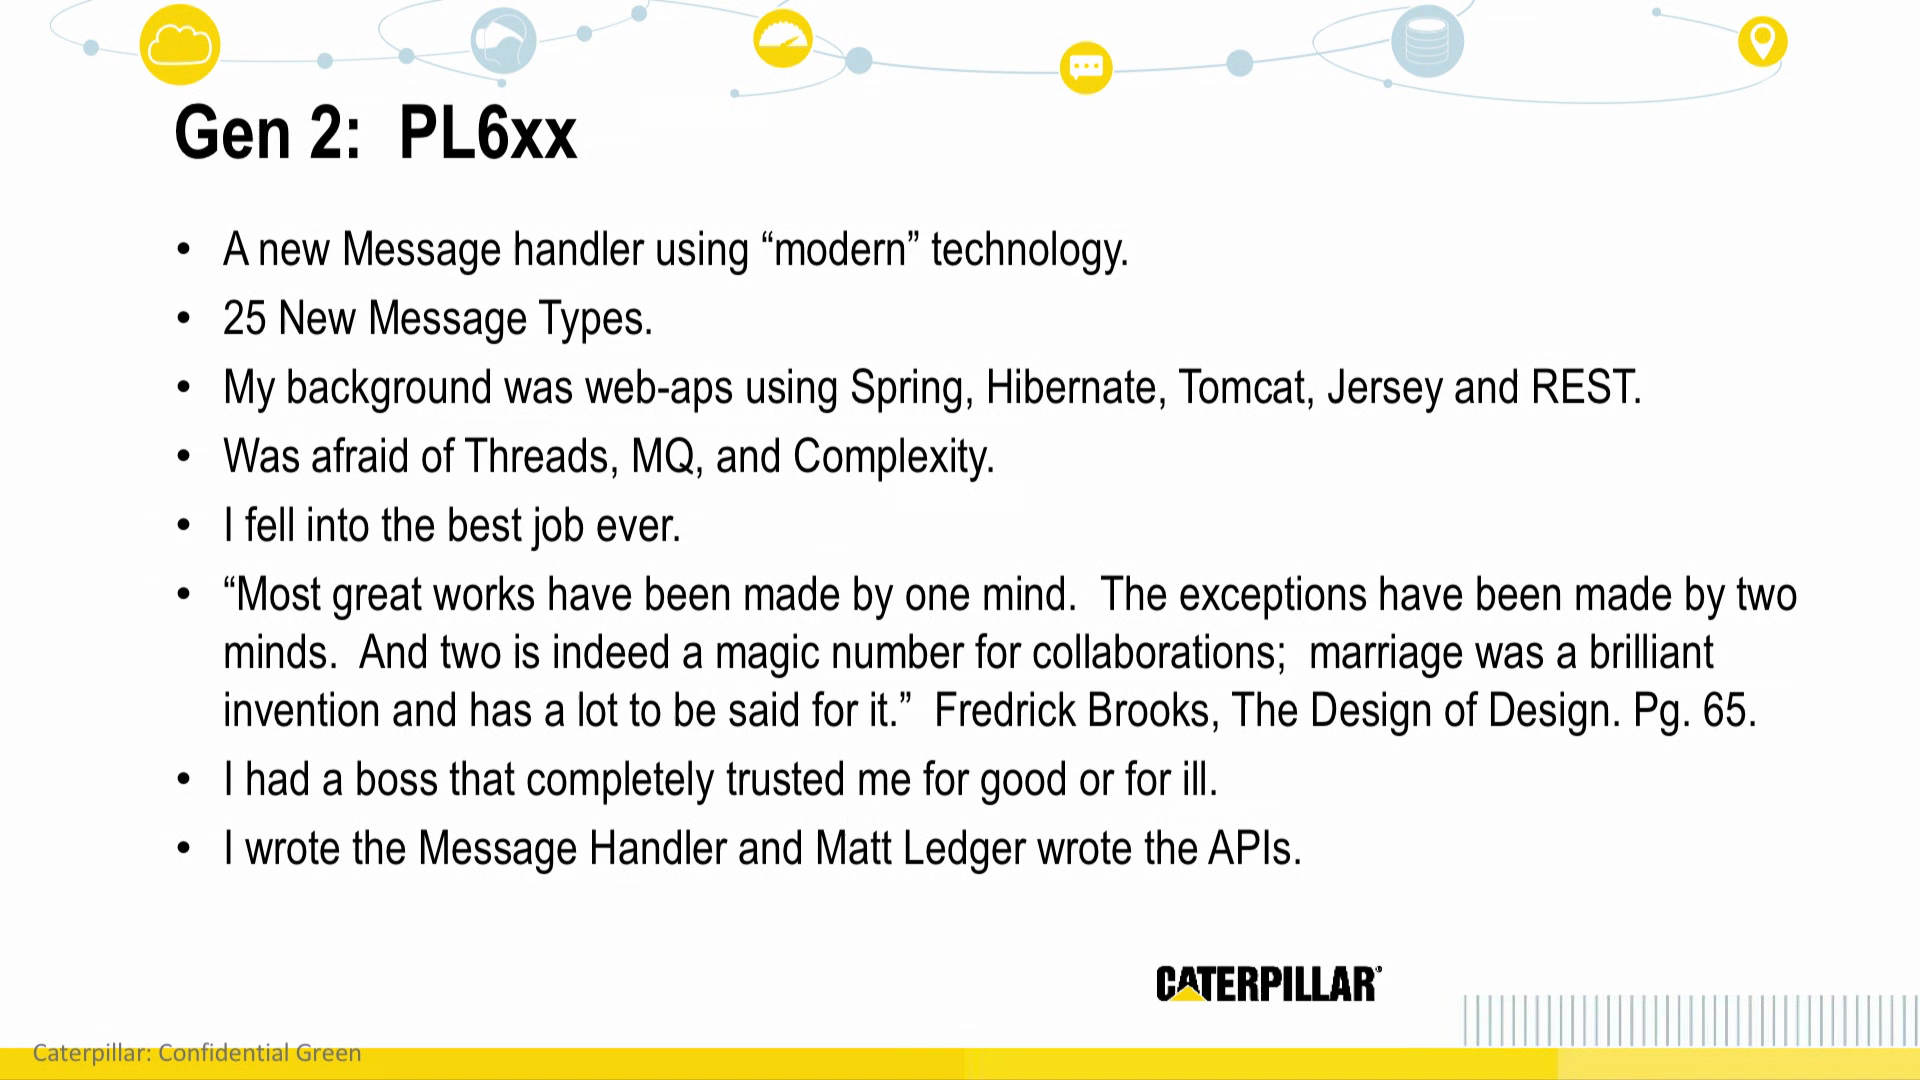 Gen 2:  PL6xx
• A new Message handler using “modern” technology.
• 25 New Message Types.
• My background was web-aps using Spring, Hibernate, Tomcat, Jersey and REST.
• Was afraid of Threads, MQ, and Complexity.
• I fell into the best job ever.
• “Most great works have been made by one mind.  The exceptions have been made by two
minds.  And two is indeed a magic number for collaborations;  marriage was a brilliant
invention and has a lot to be said for it.”  Fredrick Brooks, The Design of Design. Pg. 65.
• I had a boss that completely trusted me for good or for ill.
• I wrote the Message Handler and Matt Ledger wrote the APIs.
CATERPILLAR®
Caterpillar: Confidential Green